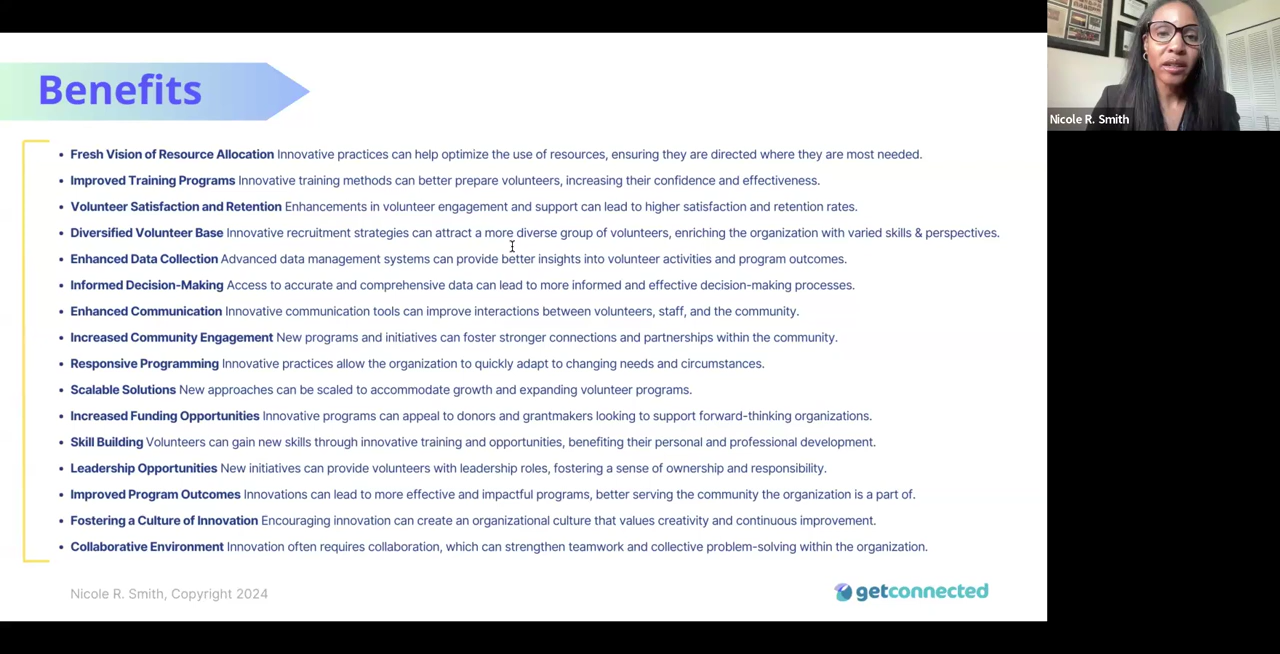 Benefits
Nicole R. Smith
• Fresh Vision of Resource Allocation Innovative practices can help optimize the use of resources, ensuring they are directed where they are most needed.
• Improved Training Programs Innovative training methods can better prepare volunteers, increasing their confidence and effectiveness.
• Volunteer Satisfaction and Retention Enhancements in volunteer engagement and support can lead to higher satisfaction and retention rates.
• Diversified Volunteer Base Innovative recruitment strategies can attract a more diverse group of volunteers, enriching the organization with varied skills & perspectives.
• Enhanced Data Collection Advanced data management systems can provide better insights into volunteer activities and program outcomes.
• Informed Decision-Making Access to accurate and comprehensive data can lead to more informed and effective decision-making processes.
• Enhanced Communication Innovative communication tools can improve interactions between volunteers, staff, and the community.
• Increased Community Engagement New programs and initiatives can foster stronger connections and partnerships within the community.
• Responsive Programming Innovative practices allow the organization to quickly adapt to changing needs and circumstances.
• Scalable Solutions New approaches can be scaled to accommodate growth and expanding volunteer programs.
• Increased Funding Opportunities Innovative programs can appeal to donors and grantmakers looking to support forward-thinking organizations.
• Skill Building Volunteers can gain new skills through innovative training and opportunities, benefiting their personal and professional development.
• Leadership Opportunities New initiatives can provide volunteers with leadership roles, fostering a sense of ownership and responsibility.
• Improved Program Outcomes Innovations can lead to more effective and impactful programs, better serving the community the organization is a part of.
• Fostering a Culture of Innovation Encouraging innovation can create an organizational culture that values creativity and continuous improvement.
• Collaborative Environment Innovation often requires collaboration, which can strengthen teamwork and collective problem-solving within the organization.
Nicole R. Smith, Copyright 2024
getconnected